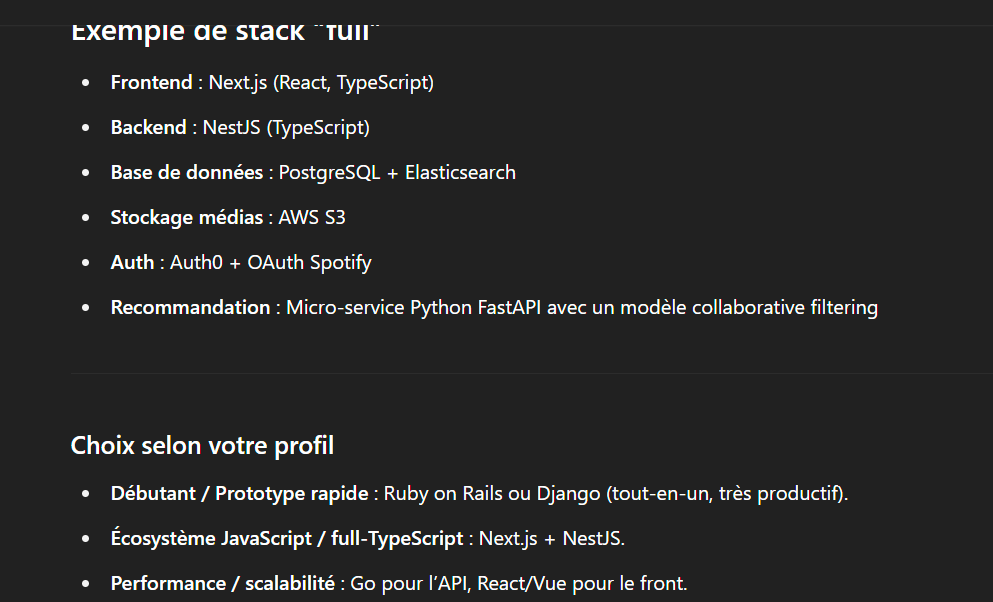 Exemple de stack "full"
Frontend : Next.js (React, TypeScript)
Backend : NestJS (TypeScript)
Base de données : PostgreSQL + Elasticsearch
Stockage médias : AWS S3
Auth : Auth0 + OAuth Spotify
Recommandation : Micro-service Python FastAPI avec un modèle collaborative filtering
Choix selon votre profil
Débutant / Prototype rapide : Ruby on Rails ou Django (tout-en-un, très productif).
Écosystème JavaScript / full-TypeScript : Next.js + NestJS.
Performance / scalabilité : Go pour l’API, React/Vue pour le front.